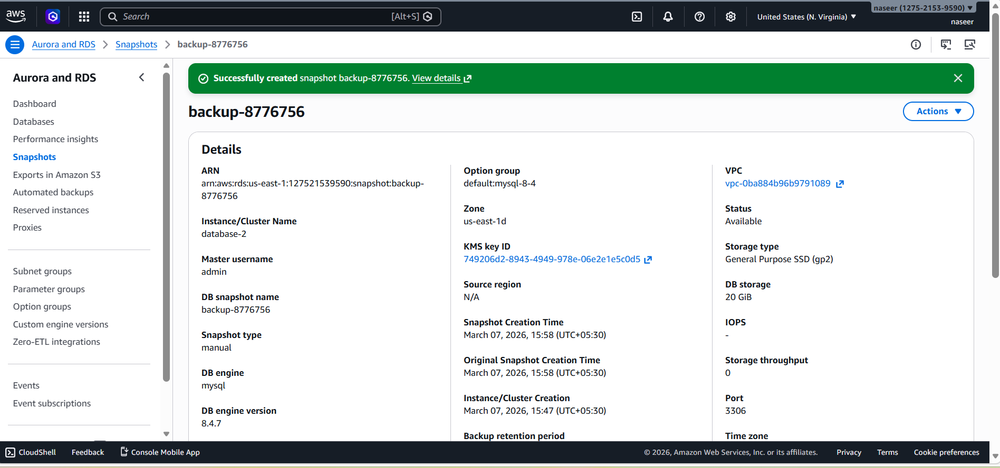 aws
Search
[Alt+S]
United States (N. Virginia)
naseer (1275-2153-9590)
naseer
Aurora and RDS
Snapshots
backup-8776756
Aurora and RDS
Dashboard
Databases
Performance insights
Snapshots
Exports in Amazon S3
Automated backups
Reserved instances
Proxies
Subnet groups
Parameter groups
Option groups
Custom engine versions
Zero-ETL integrations
Events
Event subscriptions
Successfully created snapshot backup-8776756. View details
backup-8776756
Actions
Details
ARN
arn:aws:rds:us-east-1:127521539590:snapshot:backup-
8776756
Instance/Cluster Name
database-2
Master username
admin
DB snapshot name
backup-8776756
Snapshot type
manual
DB engine
mysql
DB engine version
8.4.7
Option group
default:mysql-8-4
Zone
us-east-1d
KMS key ID
749206d2-8943-4949-978e-06e2e1e5c0d5
Source region
N/A
Snapshot Creation Time
March 07, 2026, 15:58 (UTC+05:30)
Original Snapshot Creation Time
March 07, 2026, 15:58 (UTC+05:30)
Instance/Cluster Creation
March 07, 2026, 15:47 (UTC+05:30)
Backup retention period
VPC
vpc-0ba884b96b9791089
Status
Available
Storage type
General Purpose SSD (gp2)
DB storage
20 GiB
IOPS
-
Storage throughput
0
Port
3306
Time zone
CloudShell
Feedback
Console Mobile App
© 2026, Amazon Web Services, Inc. or its affiliates.
Privacy
Terms
Cookie preferences